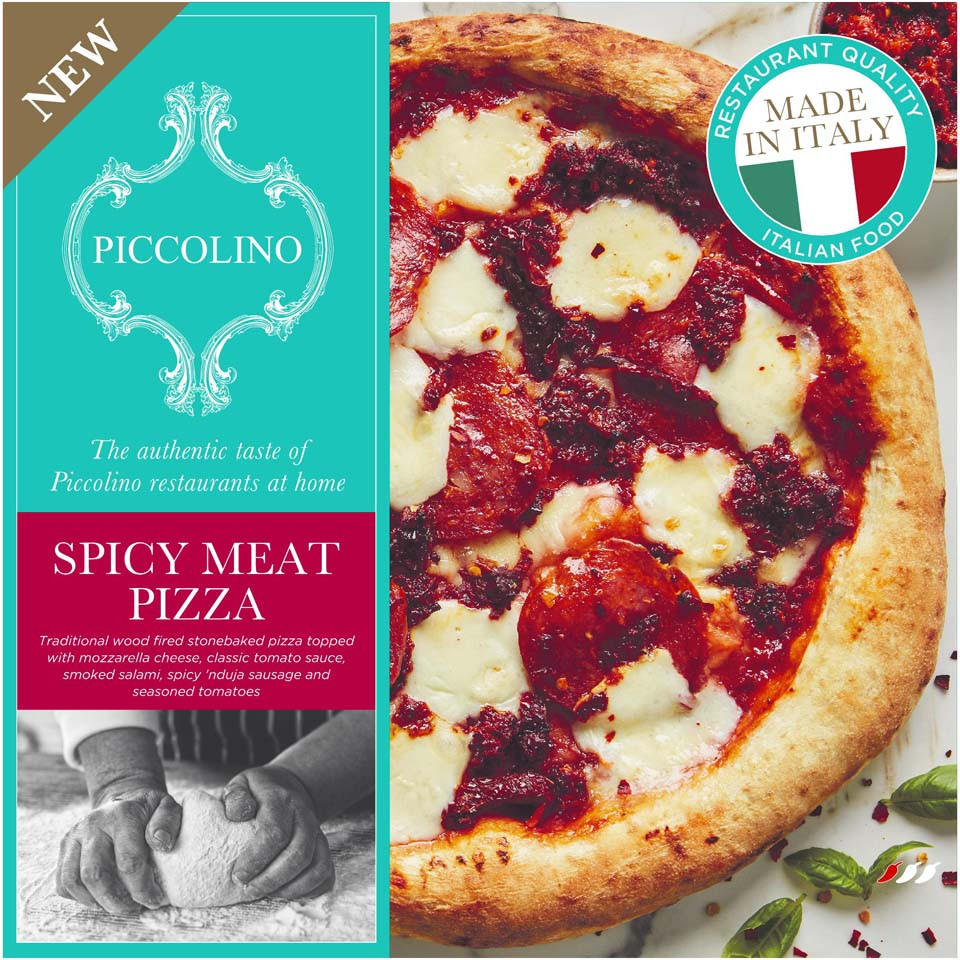 NEW
PICCOLINO
The authentic taste of
Piccolino restaurants at home
SPICY MEAT
PIZZA
Traditional wood fired stonebaked pizza topped
with mozzarella cheese, classic tomato sauce,
smoked salami, spicy 'nduja sausage and
seasoned tomatoes
RESTAURANT QUALITY
MADE
IN ITALY
ITALIAN FOOD